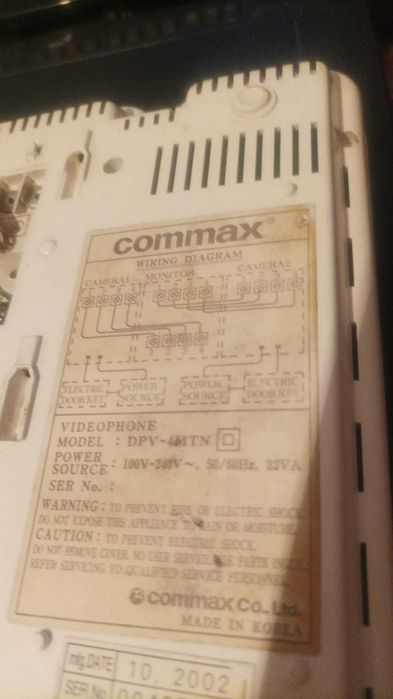 commax®
WIRING DIAGRAM
CAMERA1 MONITOR CAMERA2
1 2 3 4
ELECTRIC DOOR KEY
POWER SOURCE
POWER SOURCE
ELECTRIC DOOR KEY
VIDEOPHONE
MODEL : DPV-4MTN
POWER SOURCE : 100V-240V~, 50/60Hz, 32VA
SER No. :
WARNING : TO PREVENT FIRE OR ELECTRIC SHOCK,
DO NOT EXPOSE THIS APPLIANCE TO RAIN OR MOISTURE.
CAUTION : TO PREVENT ELECTRIC SHOCK,
DO NOT REMOVE COVER. NO USER SERVICEABLE PARTS INSIDE.
REFER SERVICING TO QUALIFIED SERVICE PERSONNEL.
commax Co., Ltd.
MADE IN KOREA
mfg.DATE 10. 2002
SER No